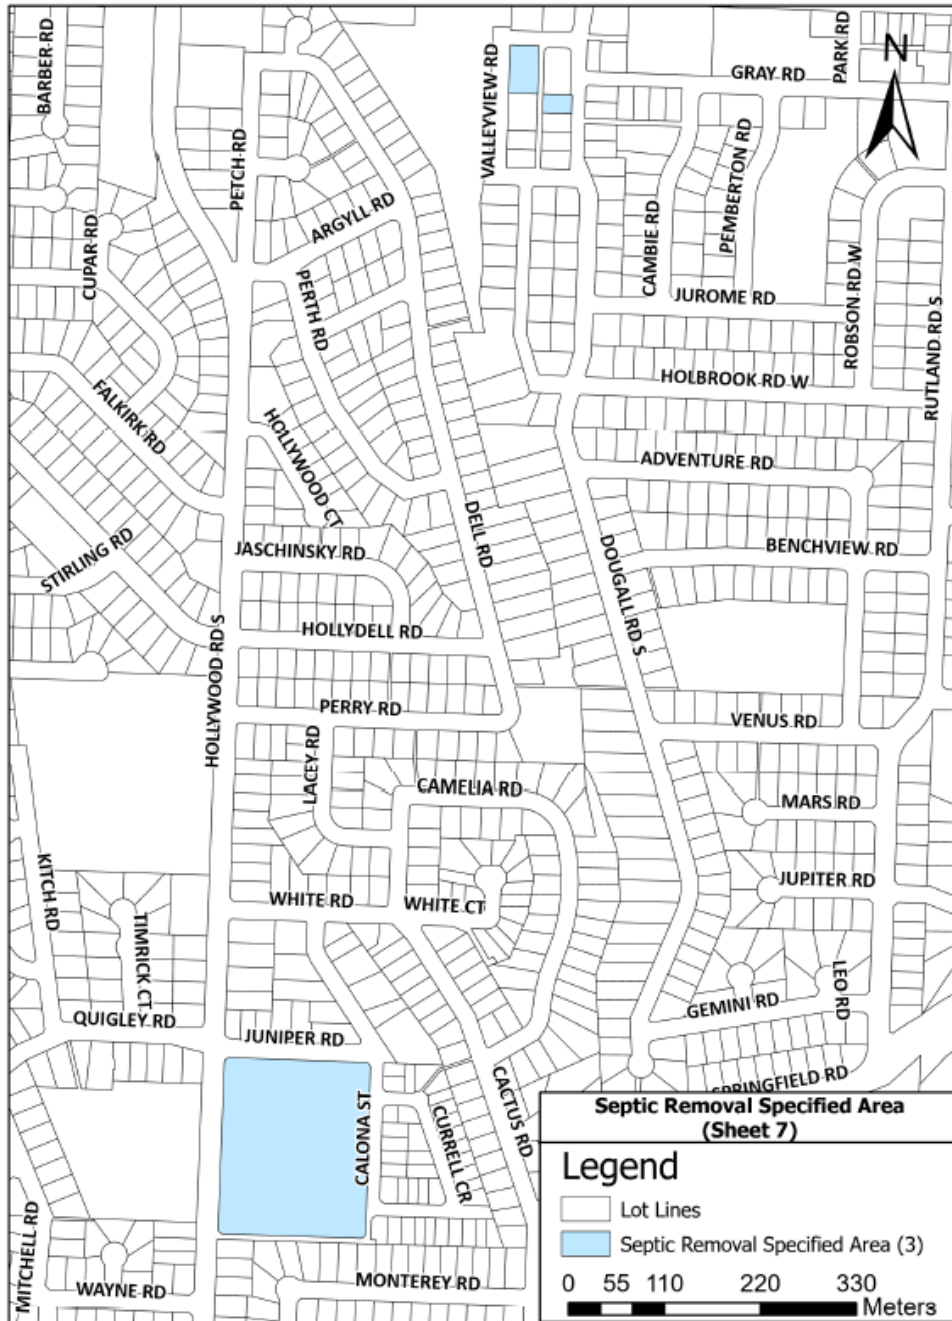 BARBER RD
PARK RD
N
VALLEYVIEW RD
GRAY RD
PETCH RD
ARGYLL RD
PEMBERTON RD
CAMBIE RD
CUPAR RD
PERTH RD
JUROME RD
ROBSON RD W
RUTLAND RD S
HOLBROOK RD W
FALKIRK RD
HOLLYWOOD CT
ADVENTURE RD
DELL RD
STIRLING RD
JASCHINSKY RD
BENCHVIEW RD
DOUGALL RD S
HOLLYDELL RD
HOLLYWOOD RD S
PERRY RD
VENUS RD
LACEY RD
CAMELIA RD
MARS RD
KITCH RD
JUPITER RD
WHITE RD
WHITE CT
TIMRICK CT
LEO RD
GEMINI RD
QUIGLEY RD
JUNIPER RD
SPRINGFIELD RD
CALONA ST
CACTUS RD
CURRELL CR
MITCHELL RD
WAYNE RD
MONTEREY RD
Septic Removal Specified Area
(Sheet 7)
Legend
Lot Lines
Septic Removal Specified Area (3)
0 55 110 220 330
Meters